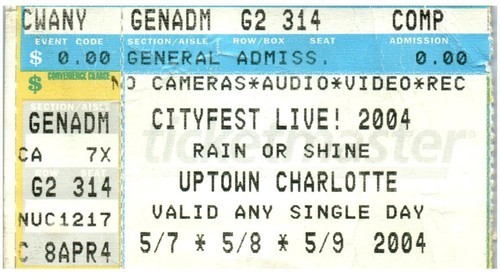 CWANY GENADM G2 314 COMP
EVENT CODE SECTION/AISLE ROW/BOX SEAT ADMISSION
$ 0.00 GENERAL ADMISS. 0.00
$ CONVENIENCE CHARGE NO CAMERAS*AUDIO*VIDEO*REC
SECTION/AISLE
GENADM CITYFEST LIVE! 2004
ticketmaster
CA 7X RAIN OR SHINE
G2 314 UPTOWN CHARLOTTE
NUC1217 VALID ANY SINGLE DAY
C 8APR4 5/7 * 5/8 * 5/9 2004